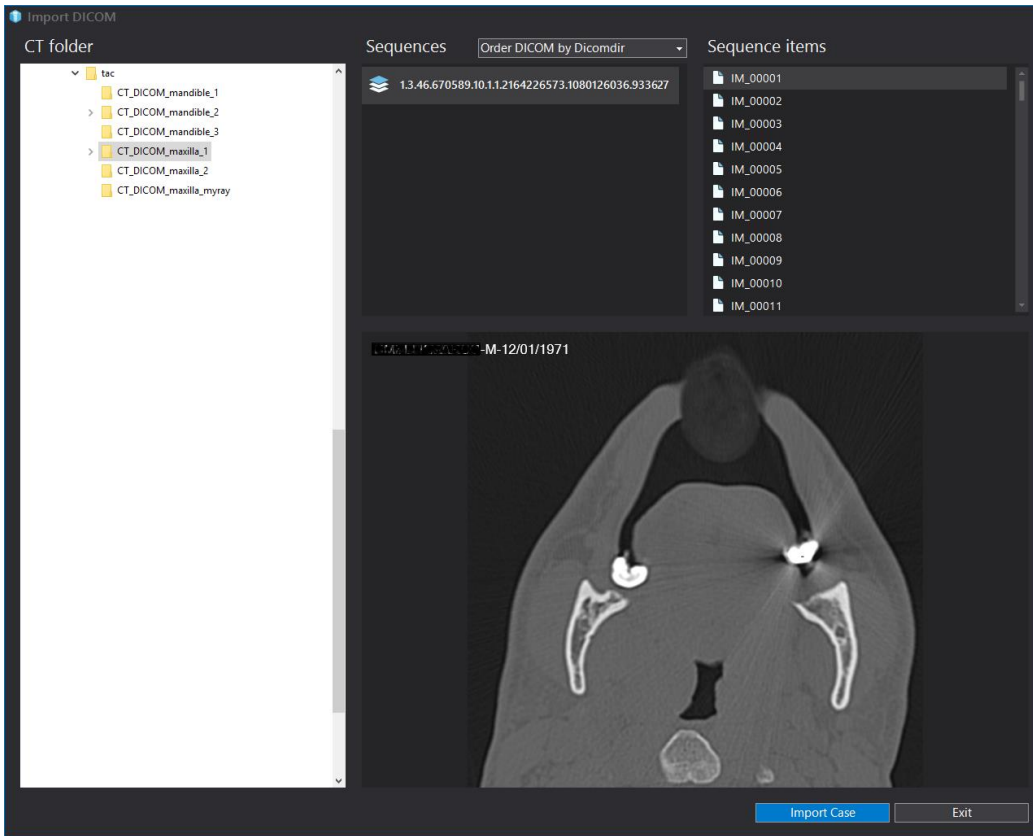 Import DICOM
CT folder
tac
CT_DICOM_mandible_1
CT_DICOM_mandible_2
CT_DICOM_mandible_3
CT_DICOM_maxilla_1
CT_DICOM_maxilla_2
CT_DICOM_maxilla_myray
Sequences
Order DICOM by Dicomdir
1.3.46.670589.10.1.1.2164226573.1080126036.933627
Sequence items
IM_00001
IM_00002
IM_00003
IM_00004
IM_00005
IM_00006
IM_00007
IM_00008
IM_00009
IM_00010
IM_00011
-M-12/01/1971
Import Case
Exit